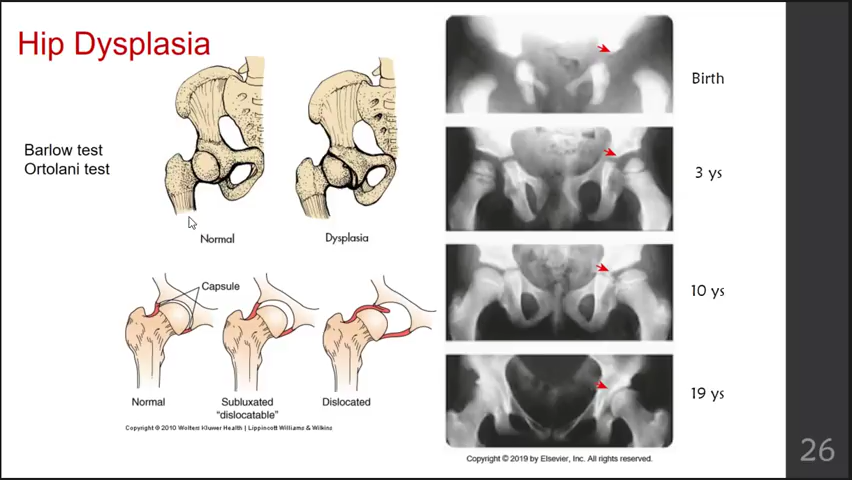 Hip Dysplasia
Barlow test
Ortolani test
Normal
Dysplasia
Capsule
Normal
Subluxated
"dislocatable"
Dislocated
Copyright © 2010 Wolters Kluwer Health | Lippincott Williams & Wilkins
Birth
3 ys
10 ys
19 ys
Copyright © 2019 by Elsevier, Inc. All rights reserved.
26